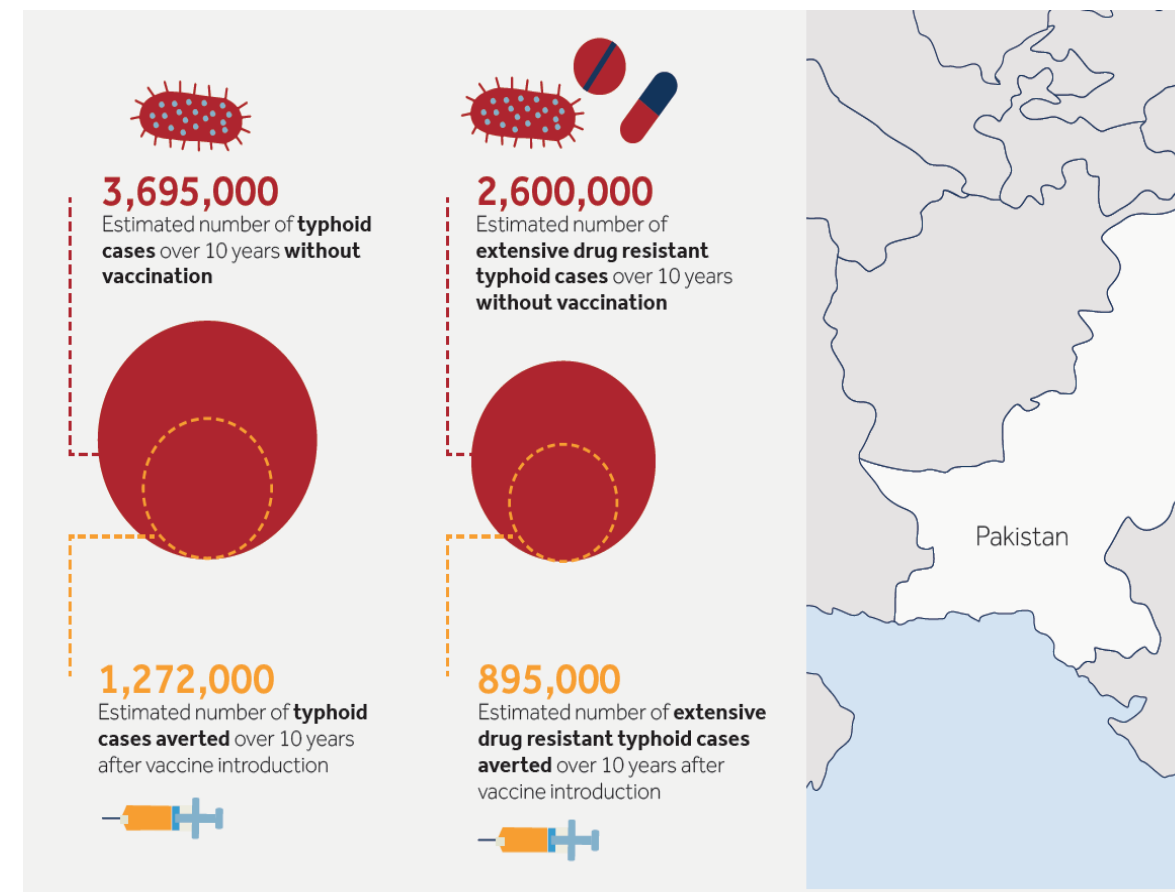 3,695,000
Estimated number of typhoid
cases over 10 years without
vaccination
2,600,000
Estimated number of
extensive drug resistant
typhoid cases over 10 years
without vaccination
1,272,000
Estimated number of typhoid
cases averted over 10 years
after vaccine introduction
895,000
Estimated number of extensive
drug resistant typhoid cases
averted over 10 years after
vaccine introduction
Pakistan